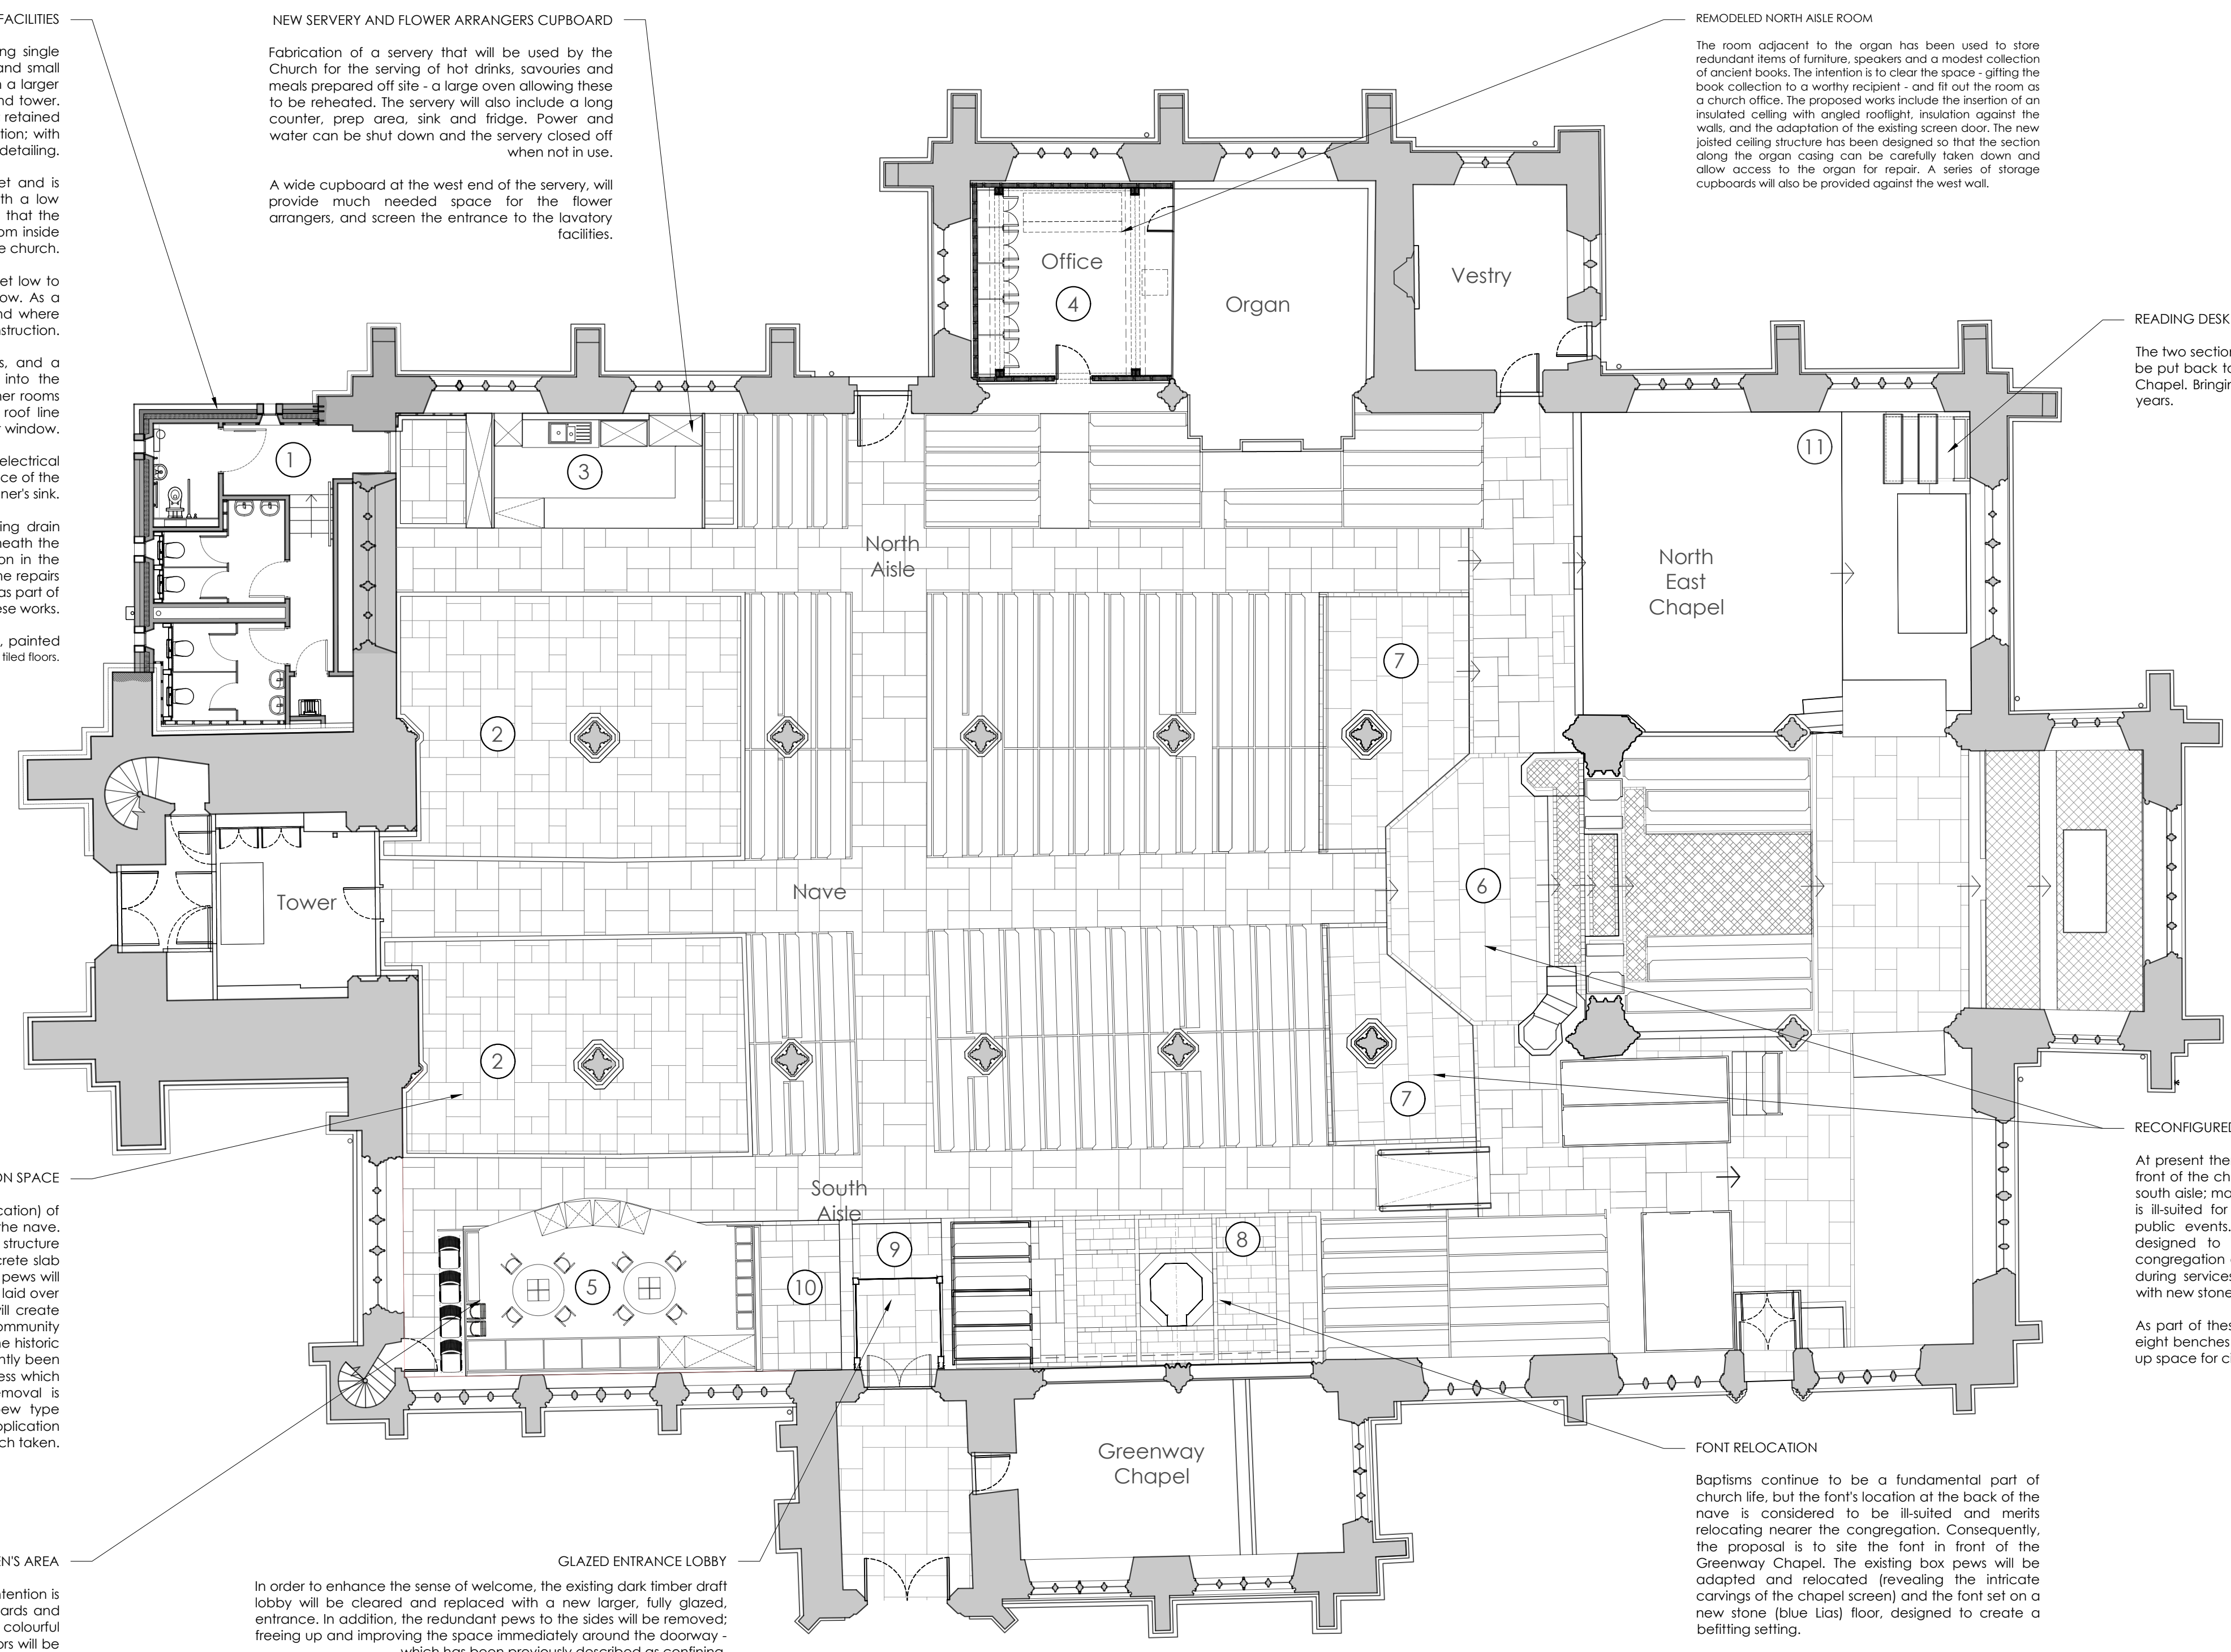 FACILITIES
ng single
and small
a larger
nd tower.
retained
tion; with
detailing.
et and is
th a low
that the
om inside
e church.
et low to
ow. As a
nd where
nstruction.
s, and a
into the
her rooms
roof line
window.
electrical
ce of the
ner's sink.
ing drain
neath the
on in the
he repairs
as part of
ese works.
, painted
tiled floors.
NEW SERVERY AND FLOWER ARRANGERS CUPBOARD
Fabrication of a servery that will be used by the
Church for the serving of hot drinks, savouries and
meals prepared off site - a large oven allowing these
to be reheated. The servery will also include a long
counter, prep area, sink and fridge. Power and
water can be shut down and the servery closed off
when not in use.
A wide cupboard at the west end of the servery, will
provide much needed space for the flower
arrangers, and screen the entrance to the lavatory
facilities.
REMODELED NORTH AISLE ROOM
The room adjacent to the organ has been used to store
redundant items of furniture, speakers and a modest collection
of ancient books. The intention is to clear the space - gifting the
book collection to a worthy recipient - and fit out the room as
a church office. The proposed works include the insertion of an
insulated celling with angled rooflight, insulation against the
walls, and the adaptation of the existing screen door. The new
joisted ceiling structure has been designed so that the section
along the organ casing can be carefully taken down and
allow access to the organ for repair. A series of storage
cupboards will also be provided against the west wall.
READING DESK
The two section
be put back to
Chapel. Bringin
years.
Office
4
Organ
Vestry
1
3
11
North
Aisle
North
East
Chapel
2
7
6
Nave
Tower
2
7
South
Aisle
9
8
5
10
Greenway
Chapel
ON SPACE
cation) of
the nave.
structure
crete slab
pews will
laid over
will create
ommunity
he historic
ntly been
ess which
emoval is
ew type
pplication
ch taken.
RECONFIGURED
At present the
front of the ch
south aisle; ma
is ill-suited for
public events.
designed to
congregation
during services
with new stone
As part of thes
eight benches
up space for c
EN'S AREA
ntention is
ards and
colourful
ors will be
GLAZED ENTRANCE LOBBY
In order to enhance the sense of welcome, the existing dark timber draft
lobby will be cleared and replaced with a new larger, fully glazed,
entrance. In addition, the redundant pews to the sides will be removed;
freeing up and improving the space immediately around the doorway -
which has been previously described as confining.
FONT RELOCATION
Baptisms continue to be a fundamental part of
church life, but the font's location at the back of the
nave is considered to be ill-suited and merits
relocating nearer the congregation. Consequently,
the proposal is to site the font in front of the
Greenway Chapel. The existing box pews will be
adapted and relocated (revealing the intricate
carvings of the chapel screen) and the font set on a
new stone (blue Lias) floor, designed to create a
befitting setting.